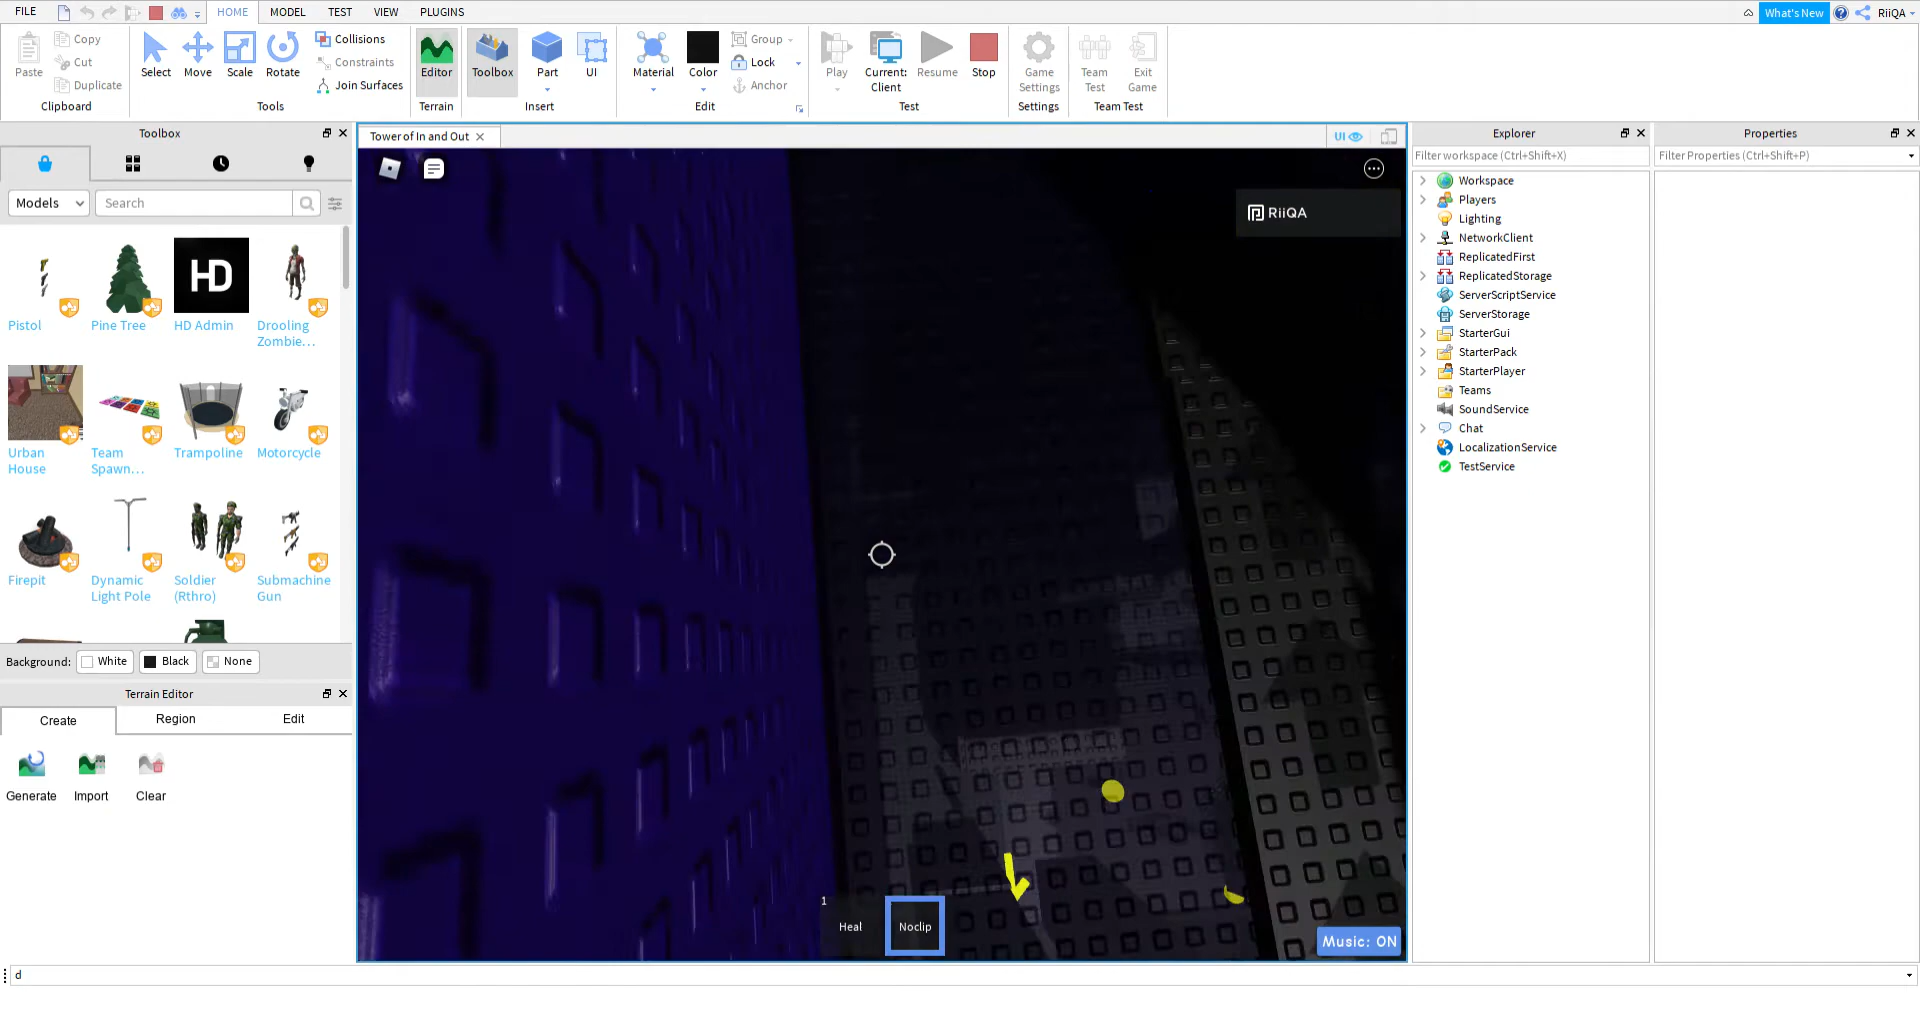 FILE HOME MODEL TEST VIEW PLUGINS What's New RiiQA
Paste Copy Cut Duplicate Clipboard
Select Move Scale Rotate Collisions Constraints Join Surfaces Tools
Editor Terrain
Toolbox Part UI Insert
Material Color Group Lock Anchor Edit
Play Current: Client Resume Stop Test
Game Settings Settings
Team Test Exit Game Team Test
Toolbox
Models Search
Pistol Pine Tree HD Admin Drooling Zombie...
HD
Urban House Team Spawn... Trampoline Motorcycle
Firepit Dynamic Light Pole Soldier (Rthro) Submachine Gun
Background: White Black None
Terrain Editor
Create Region Edit
Generate Import Clear
Tower of In and Out
UI
RiiQA
1
Heal Noclip
Music: ON
Explorer
Filter workspace (Ctrl+Shift+X)
Workspace
Players
Lighting
NetworkClient
ReplicatedFirst
ReplicatedStorage
ServerScriptService
ServerStorage
StarterGui
StarterPack
StarterPlayer
Teams
SoundService
Chat
LocalizationService
TestService
Properties
Filter Properties (Ctrl+Shift+P)
d